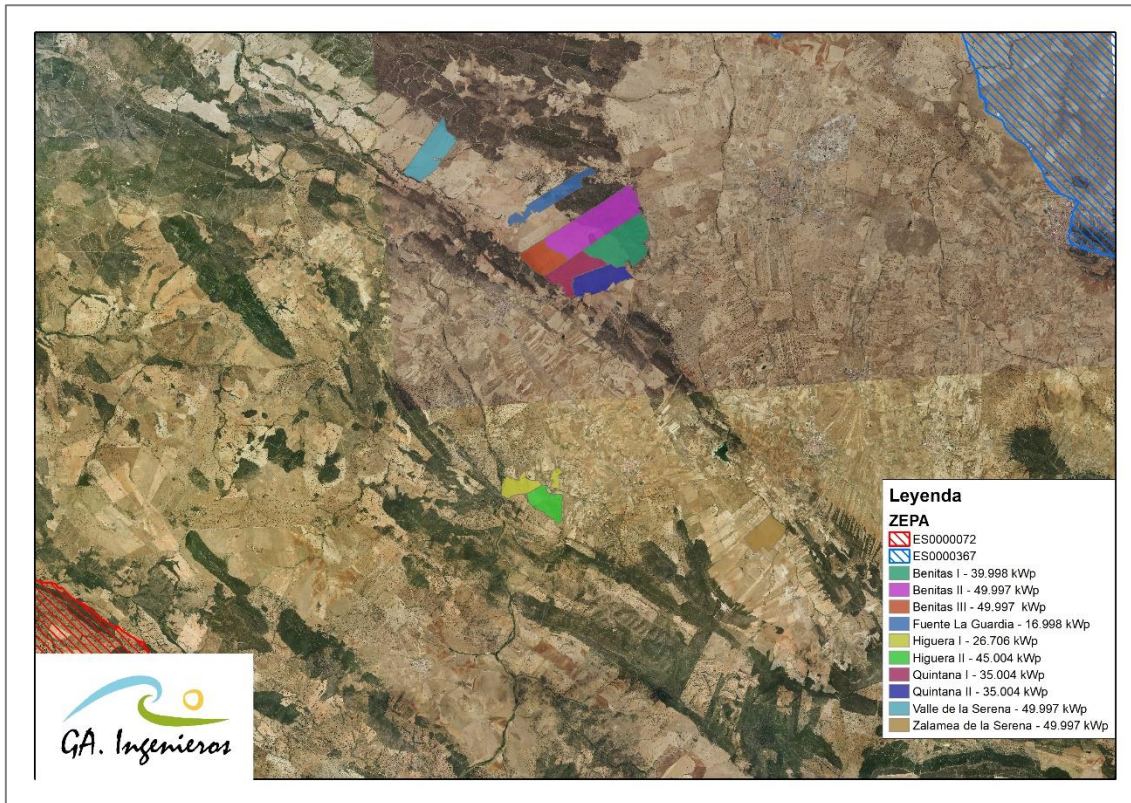 Leyenda
ZEPA
ES0000072
ES0000367
Benitas I - 39.998 kWp
Benitas II - 49.997 kWp
Benitas III - 49.997 kWp
Fuente La Guardia - 16.998 kWp
Higuera I - 26.706 kWp
Higuera II - 45.004 kWp
Quintana I - 35.004 kWp
Quintana II - 35.004 kWp
Valle de la Serena - 49.997 kWp
Zalamea de la Serena - 49.997 kWp
GA. Ingenieros